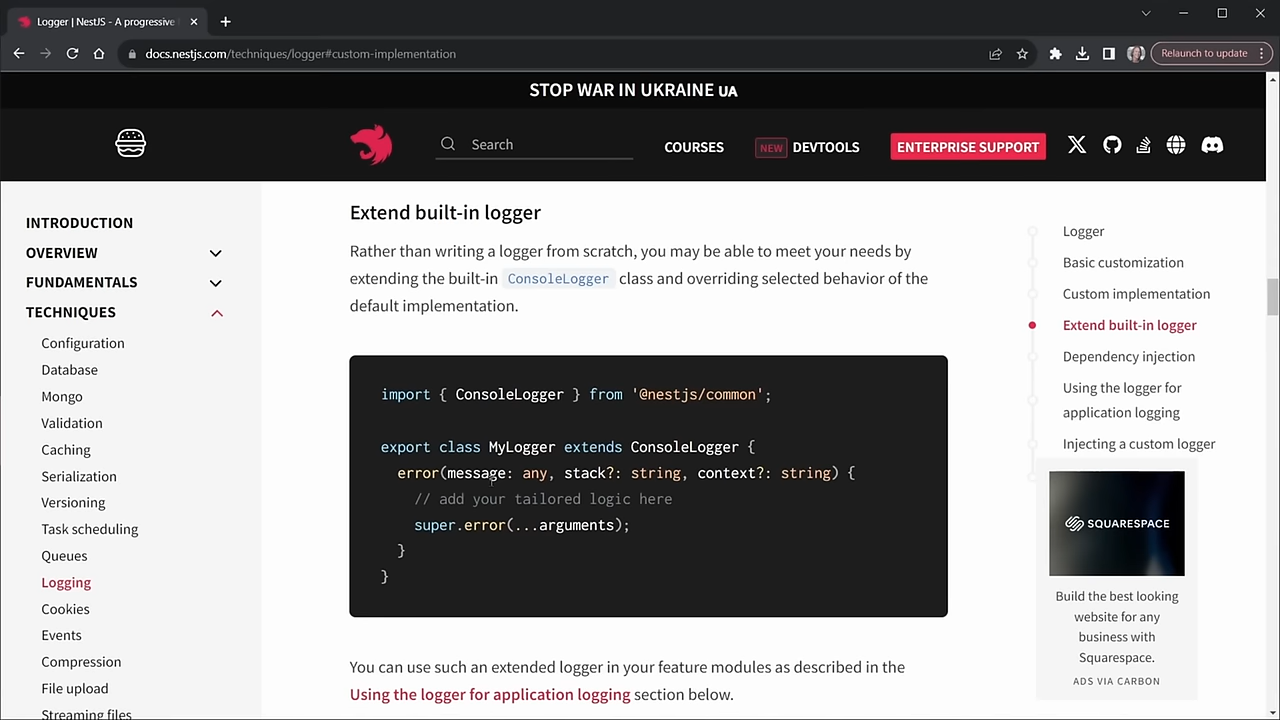 Logger | NestJS - A progressive
docs.nestjs.com/techniques/logger#custom-implementation
Relaunch to update
STOP WAR IN UKRAINE UA
Search
COURSES
NEW DEVTOOLS
ENTERPRISE SUPPORT
INTRODUCTION
OVERVIEW
FUNDAMENTALS
TECHNIQUES
Configuration
Database
Mongo
Validation
Caching
Serialization
Versioning
Task scheduling
Queues
Logging
Cookies
Events
Compression
File upload
Streaming files
Extend built-in logger
Rather than writing a logger from scratch, you may be able to meet your needs by
extending the built-in ConsoleLogger class and overriding selected behavior of the
default implementation.
import { ConsoleLogger } from '@nestjs/common';
export class MyLogger extends ConsoleLogger {
error(message: any, stack?: string, context?: string) {
// add your tailored logic here
super.error(...arguments);
}
}
You can use such an extended logger in your feature modules as described in the
Using the logger for application logging section below.
Logger
Basic customization
Custom implementation
Extend built-in logger
Dependency injection
Using the logger for
application logging
Injecting a custom logger
SQUARESPACE
Build the best looking
website for any
business with
Squarespace.
ADS VIA CARBON